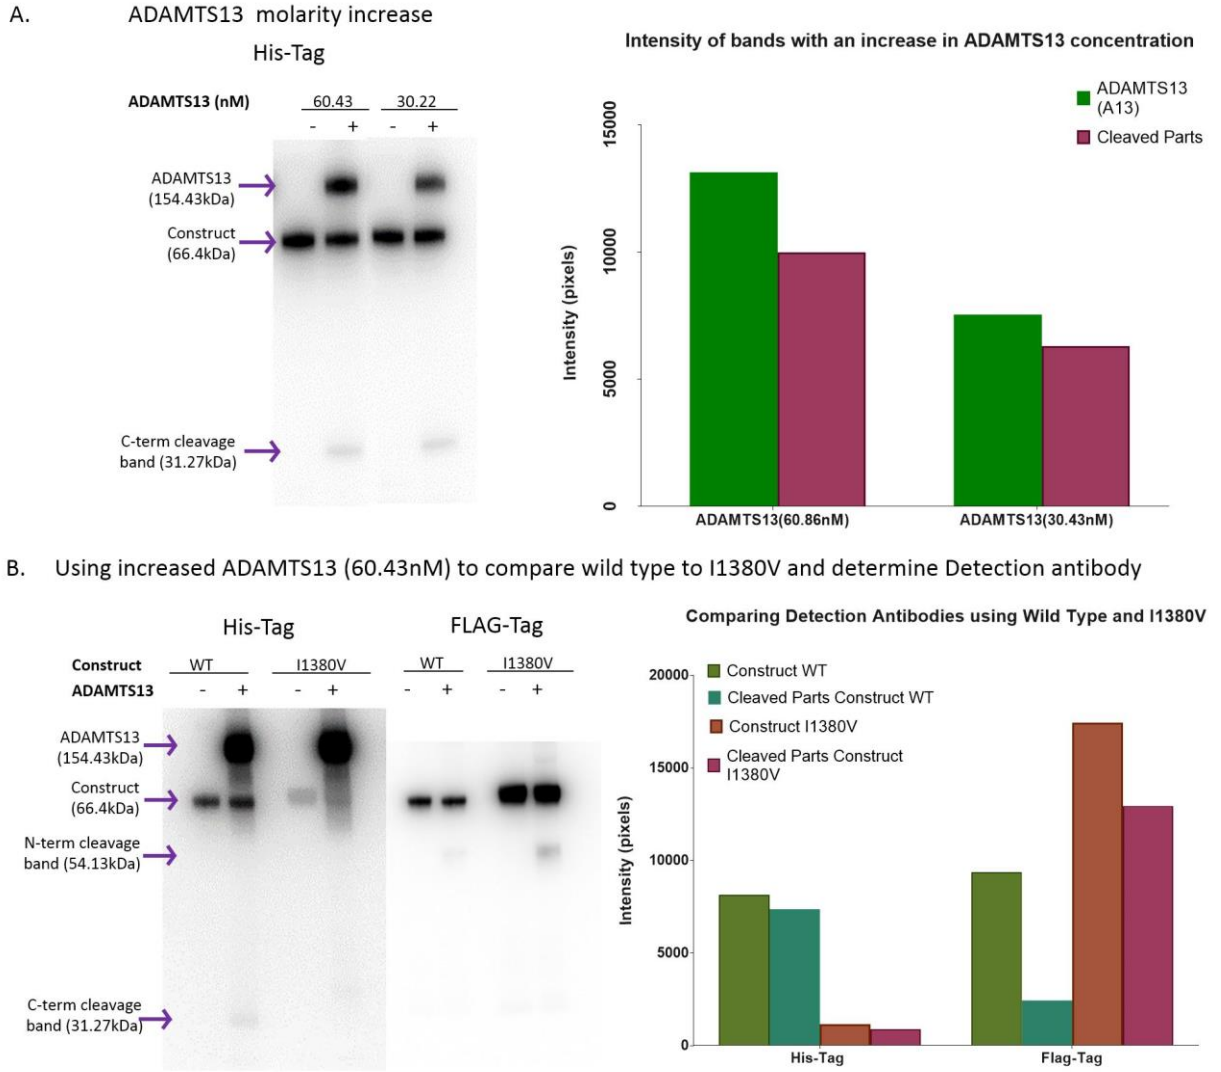 A.
ADAMTS13 molarity increase
His-Tag
ADAMTS13 (nM)
60.43
30.22
- + - +
ADAMTS13
(154.43kDa)
Construct
(66.4kDa)
C-term cleavage
band (31.27kDa)
Intensity of bands with an increase in ADAMTS13 concentration
ADAMTS13
(A13)
Cleaved Parts
Intensity (pixels)
15000
10000
5000
0
ADAMTS13(60.86nM)
ADAMTS13(30.43nM)
B. Using increased ADAMTS13 (60.43nM) to compare wild type to I1380V and determine Detection antibody
His-Tag
FLAG-Tag
Construct
WT
I1380V
WT
I1380V
ADAMTS13
- + - + - + - +
ADAMTS13
(154.43kDa)
Construct
(66.4kDa)
N-term cleavage
band (54.13kDa)
C-term cleavage
band (31.27kDa)
Comparing Detection Antibodies using Wild Type and I1380V
Construct WT
Cleaved Parts Construct WT
Construct I1380V
Cleaved Parts Construct
I1380V
Intensity (pixels)
20000
15000
10000
5000
0
His-Tag
Flag-Tag